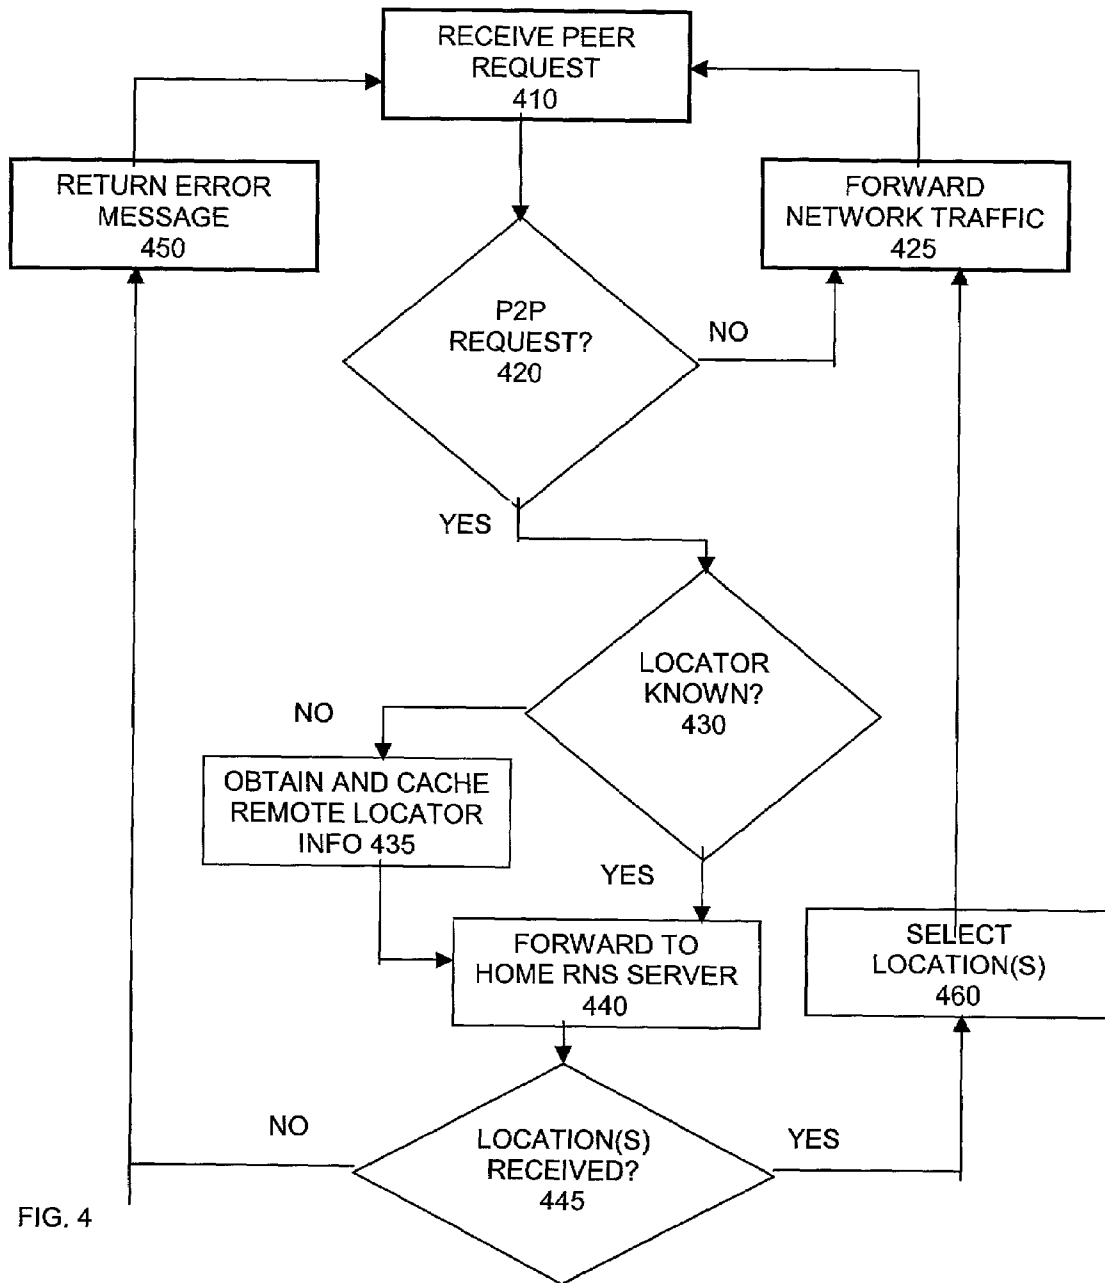 RECEIVE PEER
REQUEST
410
RETURN ERROR
MESSAGE
450
FORWARD
NETWORK TRAFFIC
425
P2P
REQUEST?
420
NO
YES
LOCATOR
KNOWN?
430
NO
OBTAIN AND CACHE
REMOTE LOCATOR
INFO 435
YES
FORWARD TO
HOME RNS SERVER
440
SELECT
LOCATION(S)
460
NO
LOCATION(S)
RECEIVED?
445
YES
FIG. 4